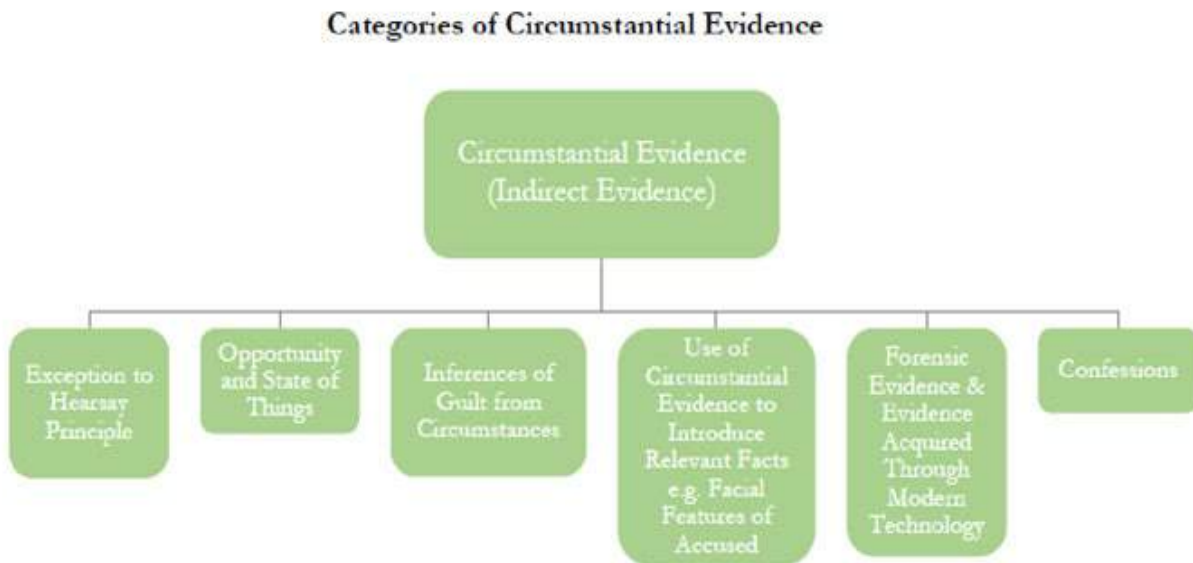 Categories of Circumstantial Evidence
Circumstantial Evidence
(Indirect Evidence)
Exception to
Hearsay
Principle
Opportunity
and State of
Things
Inferences of
Guilt from
Circumstances
Use of
Circumstantial
Evidence to
Introduce
Relevant Facts
e.g. Facial
Features of
Accused
Forensic
Evidence &
Evidence
Acquired
Through
Modern
Technology
Confessions